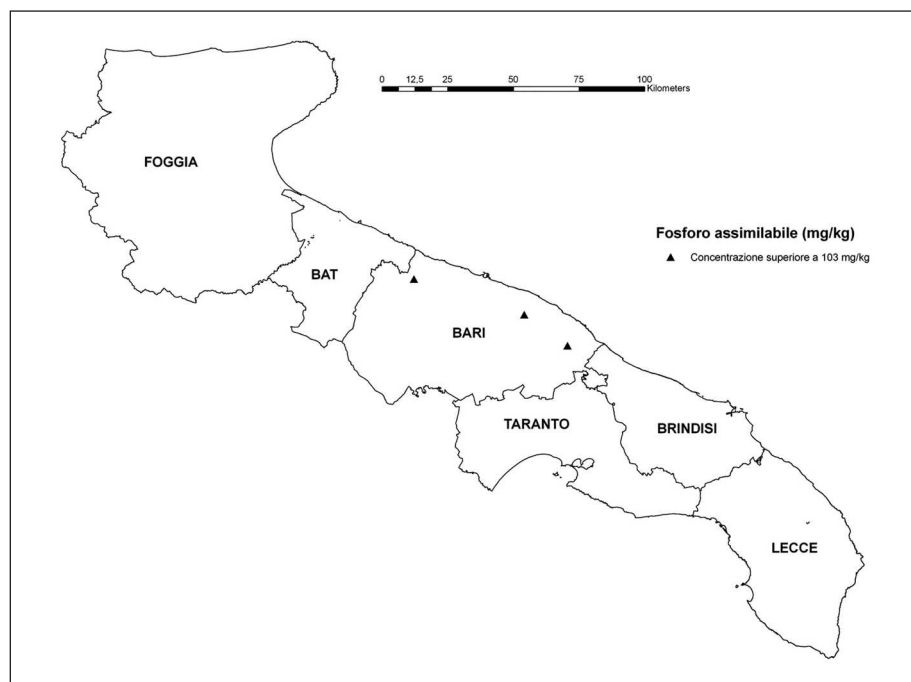 0 12,5 25 50 75 100
Kilometers
FOGGIA
Fosforo assimilabile (mg/kg)
Concentrazione superiore a 103 mg/kg
BAT
BARI
TARANTO
BRINDISI
LECCE